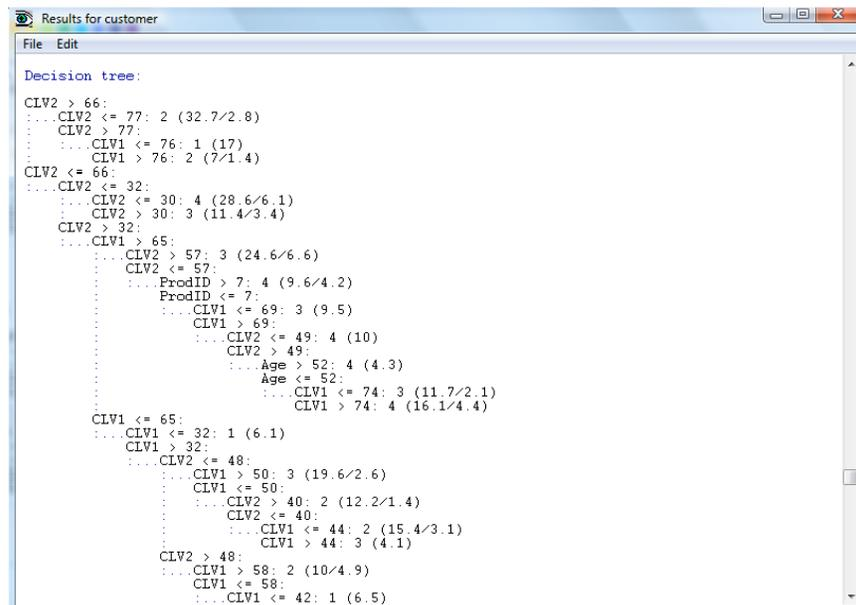 Results for customer
File Edit
Decision tree:
CLV2 > 66:
:...CLV2 <= 77: 2 (32.7/2.8)
:   CLV2 > 77:
:   :...CLV1 <= 76: 1 (17)
:       CLV1 > 76: 2 (7/1.4)
CLV2 <= 66:
:...CLV2 <= 32:
    :...CLV2 <= 30: 4 (28.6/6.1)
    :   CLV2 > 30: 3 (11.4/3.4)
    CLV2 > 32:
    :...CLV1 > 65:
        :...CLV2 > 57: 3 (24.6/6.6)
        :   CLV2 <= 57:
        :   :...ProdID > 7: 4 (9.6/4.2)
        :       ProdID <= 7:
        :       :...CLV1 <= 69: 3 (9.5)
        :           CLV1 > 69:
        :           :...CLV2 <= 49: 4 (10)
        :               CLV2 > 49:
        :               :...Age > 52: 4 (4.3)
        :                   Age <= 52:
        :                   :...CLV1 <= 74: 3 (11.7/2.1)
        :                       CLV1 > 74: 4 (16.1/4.4)
        CLV1 <= 65:
        :...CLV1 <= 32: 1 (6.1)
            CLV1 > 32:
            :...CLV2 <= 48:
                :...CLV1 > 50: 3 (19.6/2.6)
                :   CLV1 <= 50:
                :   :...CLV2 > 40: 2 (12.2/1.4)
                :       CLV2 <= 40:
                :       :...CLV1 <= 44: 2 (15.4/3.1)
                :           CLV1 > 44: 3 (4.1)
                CLV2 > 48:
                :...CLV1 > 58: 2 (10/4.9)
                    CLV1 <= 58:
                    :...CLV1 <= 42: 1 (6.5)